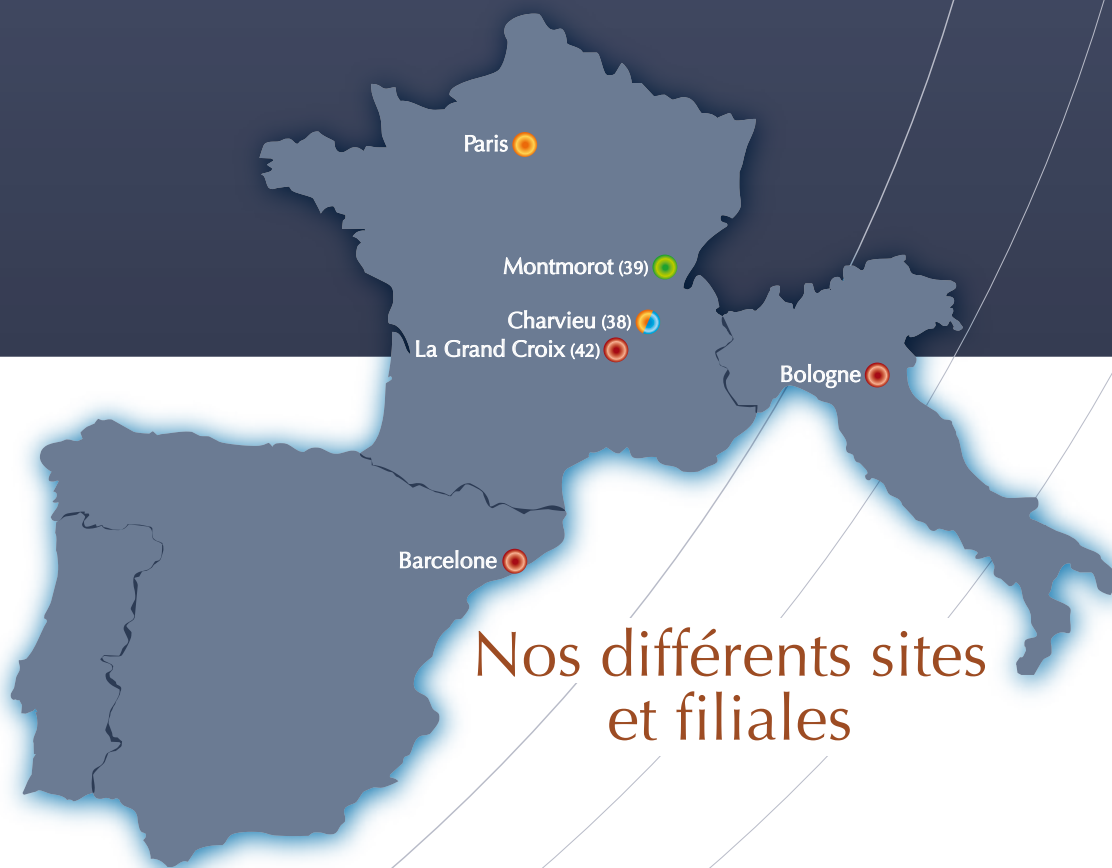 Paris
Montmorot (39)
Charvieu (38)
La Grand Croix (42)
Bologne
Barcelone
Nos différents sites
et filiales